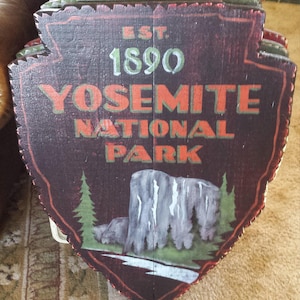 EST.
1890
YOSEMITE
NATIONAL
PARK